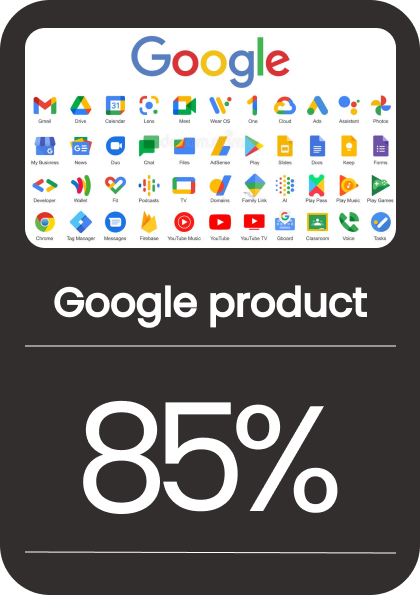 Google
Gmail Drive Calendar Lens Meet Wear OS One Cloud Ads Assistant Photos
31
My Business News Duo Chat Files AdSense Play Slides Docs Keep Forms
Developer Wallet Fit Podcasts TV Domains Family Link AI Play Pass Play Music Play Games
Chrome Tag Manager Messages Firebase YouTube Music YouTube YouTube TV Gboard Classroom Voice Tasks
Google product
85%